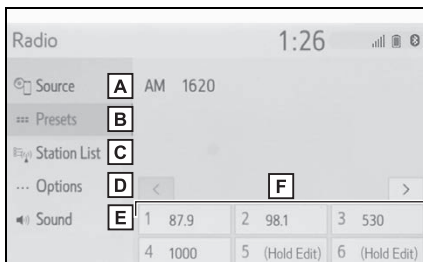 Radio 1:26
Source A AM 1620
Presets B
Station List C
Options D < F >
Sound E 1 87.9 2 98.1 3 530
4 1000 5 (Hold Edit) 6 (Hold Edit)